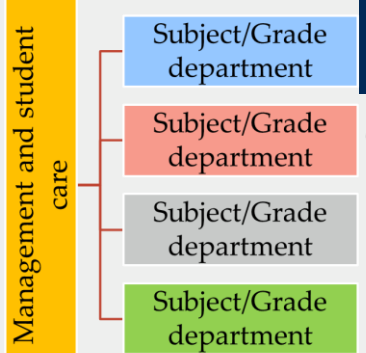 Management and student
care
Subject/Grade
department
Subject/Grade
department
Subject/Grade
department
Subject/Grade
department